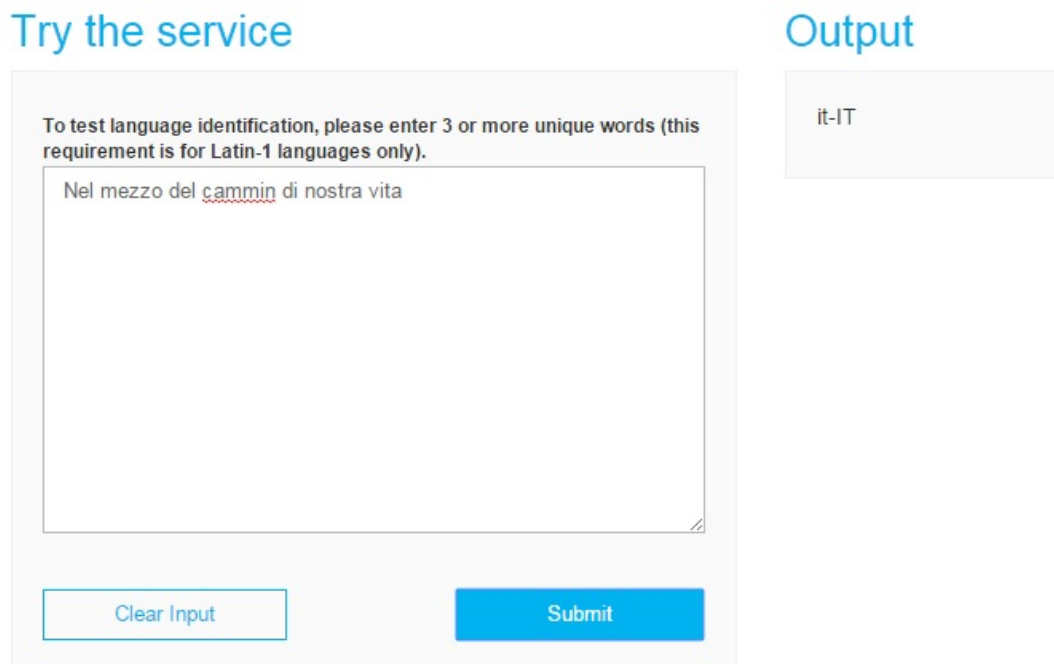 Try the service
Output
To test language identification, please enter 3 or more unique words (this
requirement is for Latin-1 languages only).
it-IT
Nel mezzo del cammin di nostra vita
Clear Input
Submit